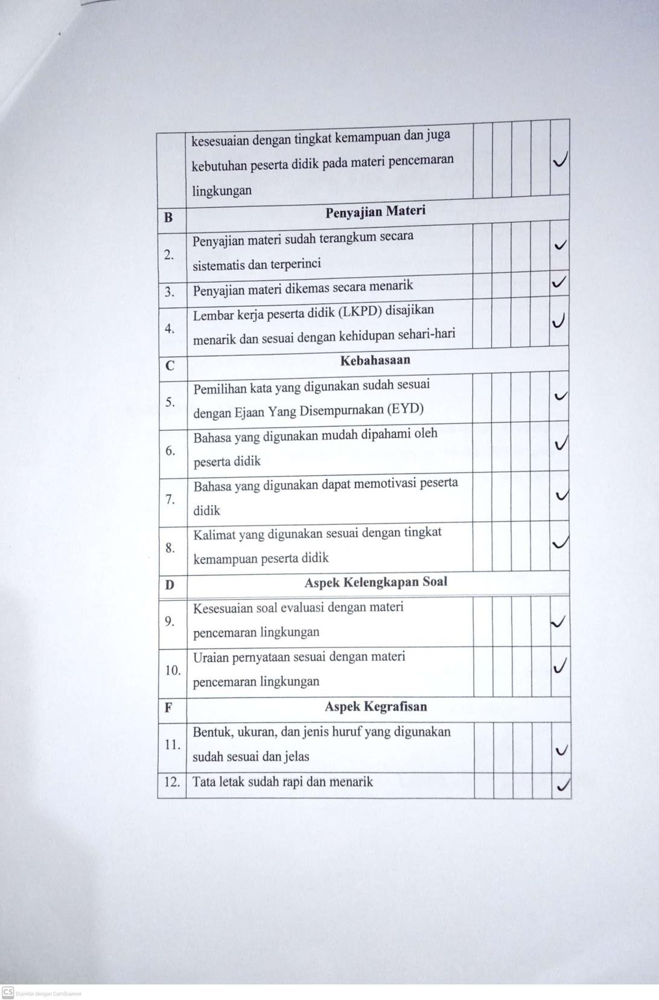 kesesuaian dengan tingkat kemampuan dan juga
kebutuhan peserta didik pada materi pencemaran
lingkungan
B Penyajian Materi
2. Penyajian materi sudah terangkum secara
sistematis dan terperinci
3. Penyajian materi dikemas secara menarik
4. Lembar kerja peserta didik (LKPD) disajikan
menarik dan sesuai dengan kehidupan sehari-hari
C Kebahasaan
5. Pemilihan kata yang digunakan sudah sesuai
dengan Ejaan Yang Disempurnakan (EYD)
6. Bahasa yang digunakan mudah dipahami oleh
peserta didik
7. Bahasa yang digunakan dapat memotivasi peserta
didik
8. Kalimat yang digunakan sesuai dengan tingkat
kemampuan peserta didik
D Aspek Kelengkapan Soal
9. Kesesuaian soal evaluasi dengan materi
pencemaran lingkungan
10. Uraian pernyataan sesuai dengan materi
pencemaran lingkungan
F Aspek Kegrafisan
11. Bentuk, ukuran, dan jenis huruf yang digunakan
sudah sesuai dan jelas
12. Tata letak sudah rapi dan menarik
CS Dipindai dengan CamScanner